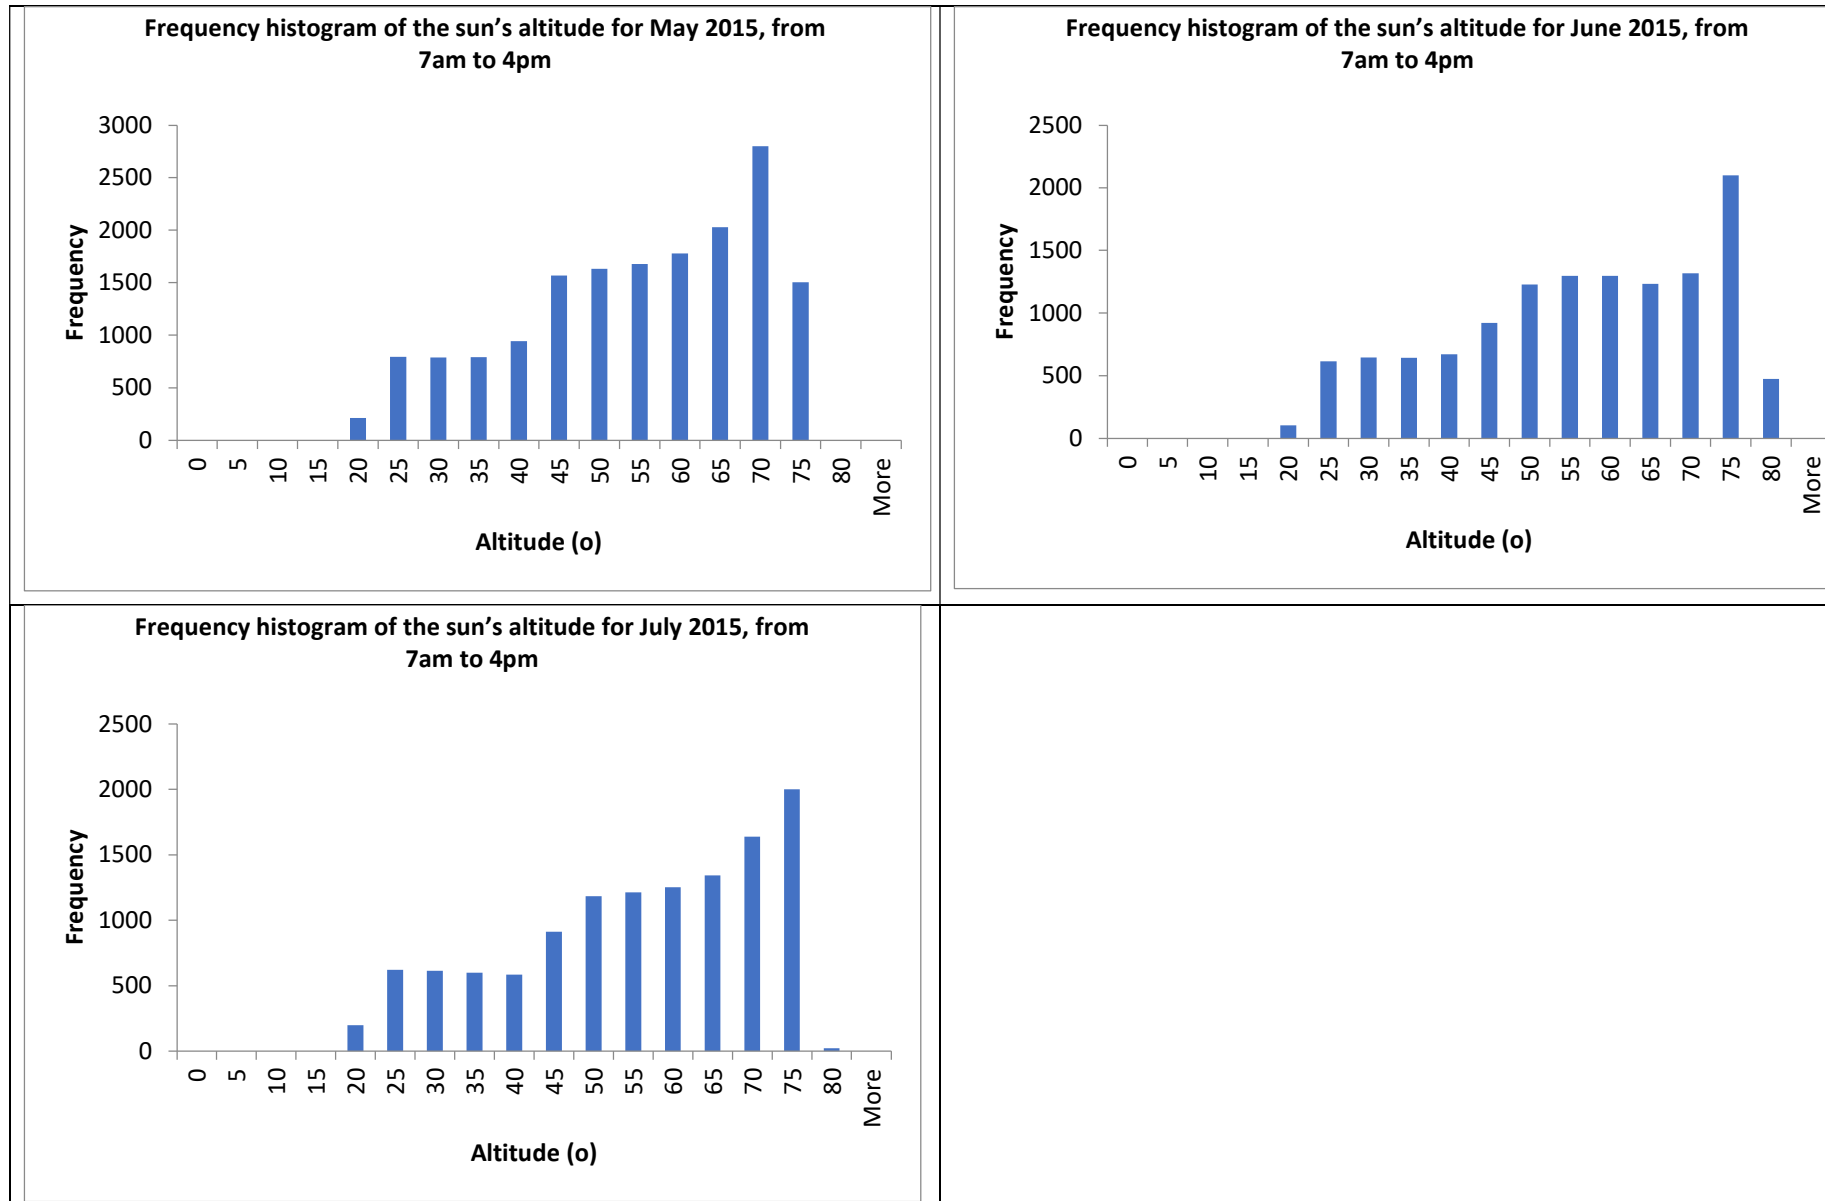 Frequency histogram of the sun’s altitude for May 2015, from
7am to 4pm
3000
2500
2000
1500
1000
500
0
Frequency
0 5 10 15 20 25 30 35 40 45 50 55 60 65 70 75 80 More
Altitude (o)
Frequency histogram of the sun’s altitude for June 2015, from
7am to 4pm
2500
2000
1500
1000
500
0
Frequency
0 5 10 15 20 25 30 35 40 45 50 55 60 65 70 75 80 More
Altitude (o)
Frequency histogram of the sun’s altitude for July 2015, from
7am to 4pm
2500
2000
1500
1000
500
0
Frequency
0 5 10 15 20 25 30 35 40 45 50 55 60 65 70 75 80 More
Altitude (o)